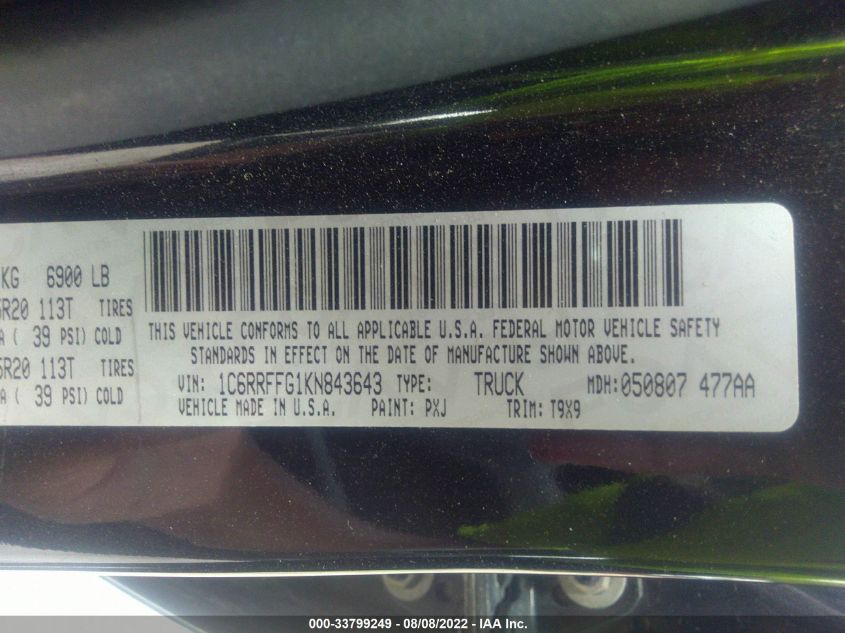 KG 6900 LB
5R20 113T TIRES
A ( 39 PSI) COLD
5R20 113T TIRES
A ( 39 PSI) COLD
THIS VEHICLE CONFORMS TO ALL APPLICABLE U.S.A. FEDERAL MOTOR VEHICLE SAFETY
STANDARDS IN EFFECT ON THE DATE OF MANUFACTURE SHOWN ABOVE.
VIN: 1C6RRFFG1KN843643 TYPE: TRUCK MDH:050807 477AA
VEHICLE MADE IN U.S.A. PAINT: PXJ TRIM: T9X9
000-33799249 - 08/08/2022 - IAA Inc.